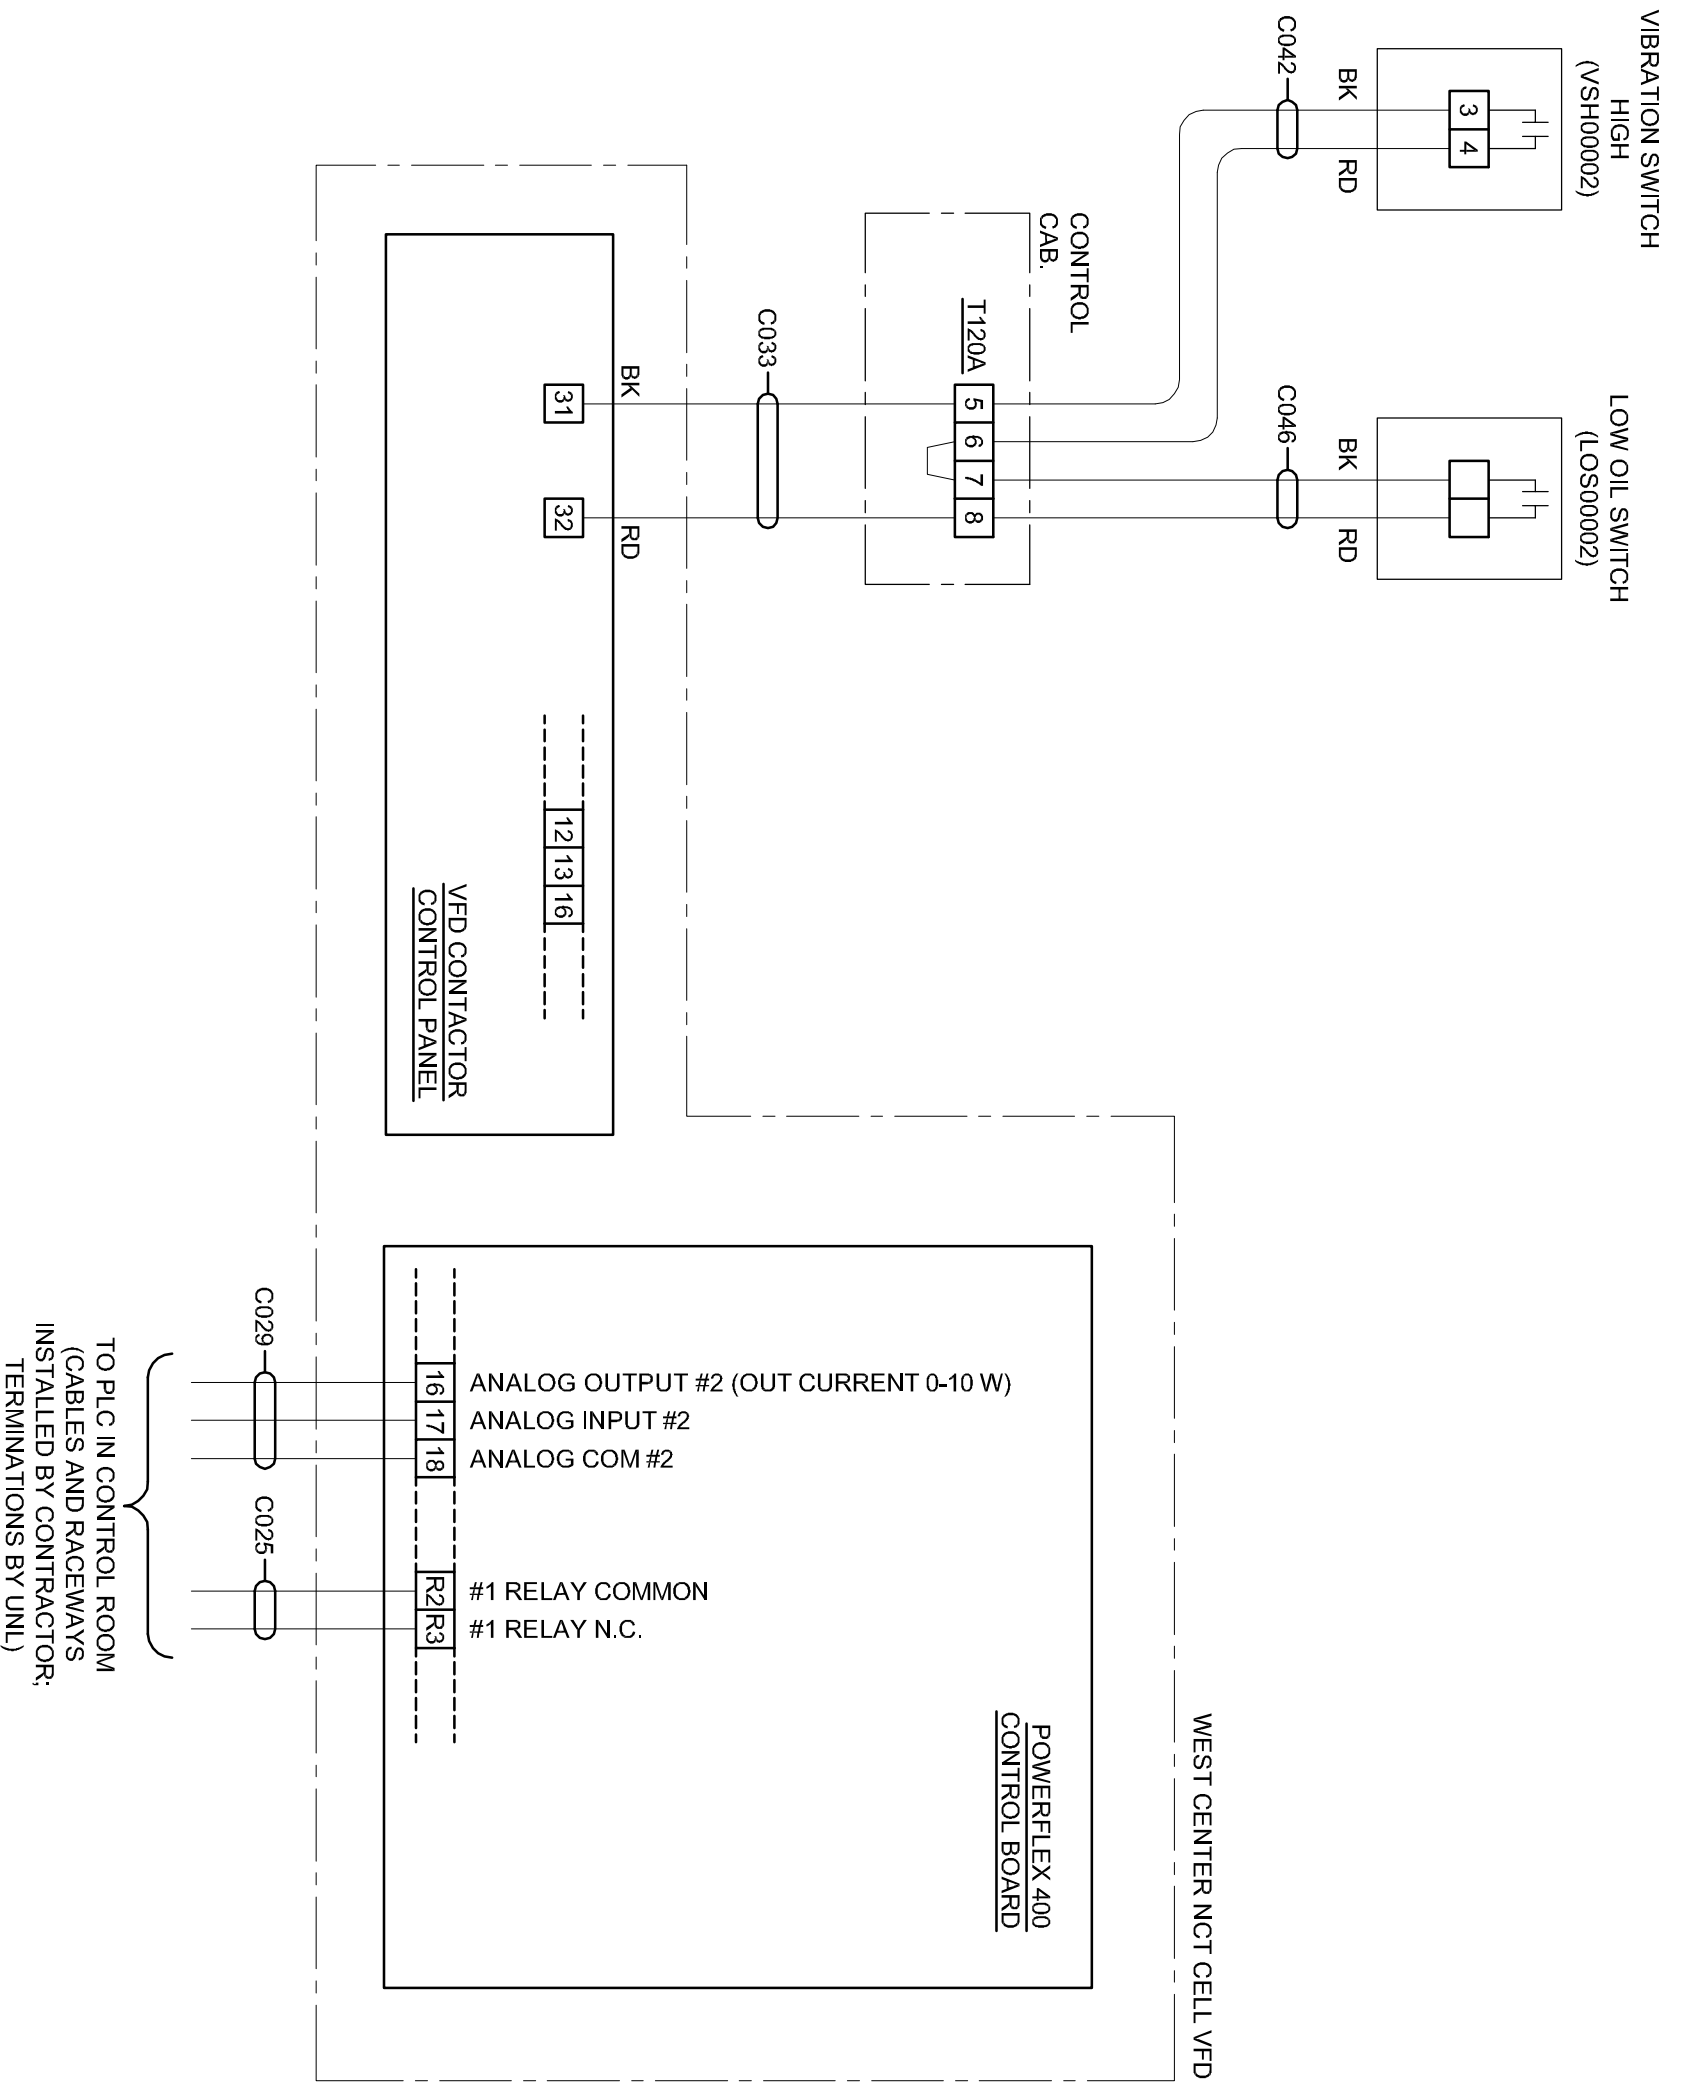 VIBRATION SWITCH
HIGH
(VSH00002)
3
4
BK
RD
C042
LOW OIL SWITCH
(LOS00002)
BK
RD
C046
CONTROL
CAB.
T120A
5
6
7
8
C033
BK
RD
31
32
12
13
16
VFD CONTACTOR
CONTROL PANEL
WEST CENTER NCT CELL VFD
POWERFLEX 400
CONTROL BOARD
16 ANALOG OUTPUT #2 (OUT CURRENT 0-10 W)
17 ANALOG INPUT #2
18 ANALOG COM #2
R2 #1 RELAY COMMON
R3 #1 RELAY N.C.
C029
C025
TO PLC IN CONTROL ROOM
(CABLES AND RACEWAYS
INSTALLED BY CONTRACTOR;
TERMINATIONS BY UNL)